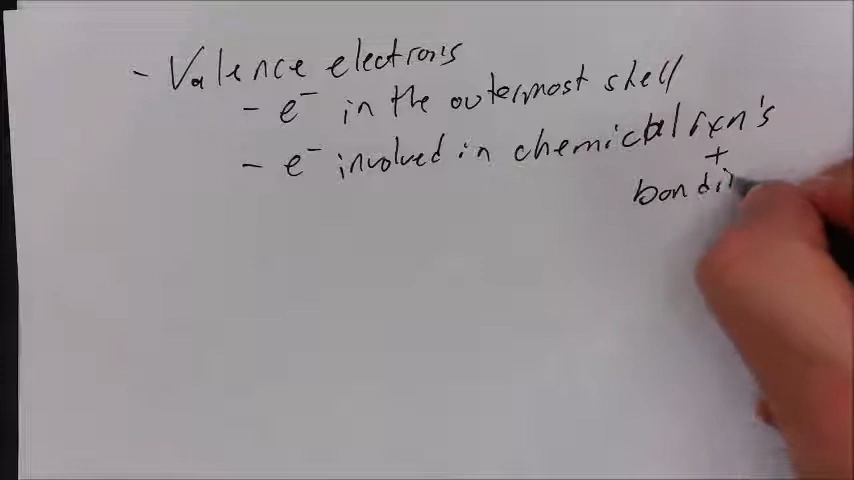 - Valence electrons
- e⁻ in the outermost shell
- e⁻ involved in chemical rxn's
+
bondi